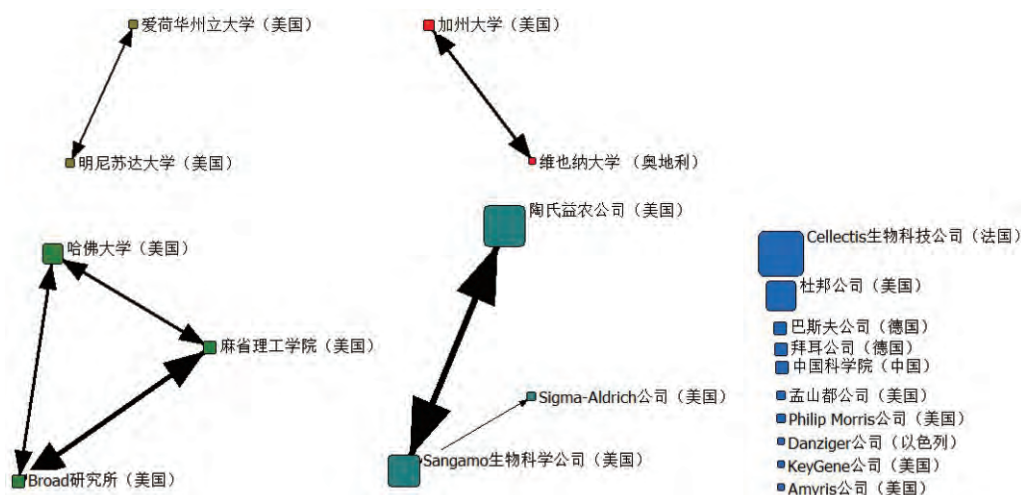 爱荷华州立大学（美国）
加州大学（美国）
明尼苏达大学（美国）
维也纳大学 （奥地利）
陶氏益农公司（美国）
哈佛大学（美国）
麻省理工学院（美国）
Sigma-Aldrich公司（美国）
Sangamo生物科学公司（美国）
Broad研究所（美国）
Cellectis生物科技公司（法国）
杜邦公司（美国）
巴斯夫公司（德国）
拜耳公司（德国）
中国科学院（中国）
孟山都公司（美国）
Philip Morris公司（美国）
Danziger公司（以色列）
KeyGene公司（美国）
Amyris公司（美国）